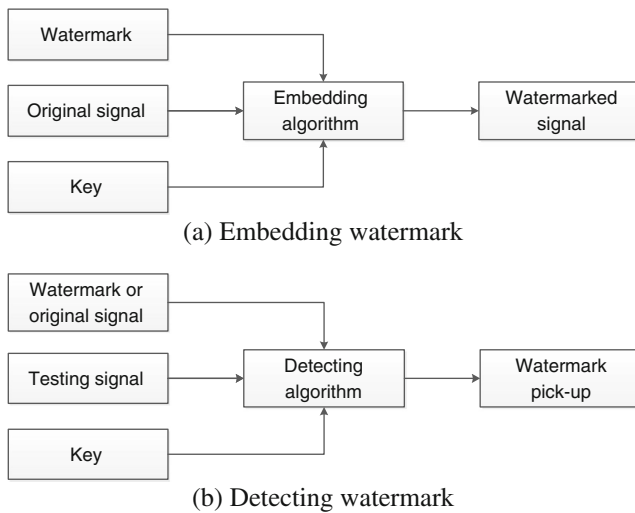 Watermark
Original signal
Embedding
algorithm
Watermarked
signal
Key
(a) Embedding watermark
Watermark or
original signal
Testing signal
Detecting
algorithm
Watermark
pick-up
Key
(b) Detecting watermark